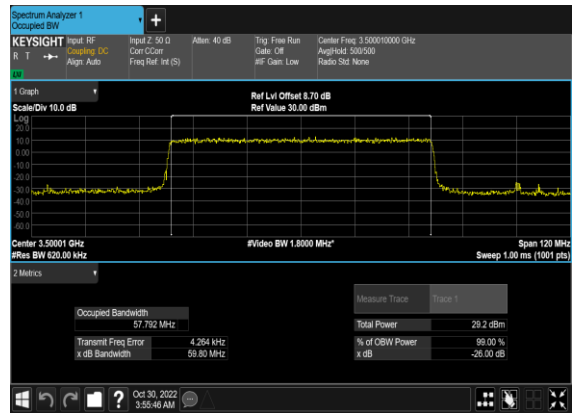 Spectrum Analyzer 1
Occupied BW
+
KEYSIGHT Input: RF Input Z: 50 Ω Atten: 40 dB Trig: Free Run Center Freq: 3.500010000 GHz
R T Coupling: DC Corr CCorr Gate: Off Avg|Hold: 500/500
Align: Auto Freq Ref: Int (S) #IF Gain: Low Radio Std: None
1 Graph
Ref Lvl Offset 8.70 dB
Scale/Div 10.0 dB Ref Value 30.00 dBm
Log
20.0
10.0
0.00
-10.0
-20.0
-30.0
-40.0
-50.0
-60.0
Center 3.50001 GHz #Video BW 1.8000 MHz* Span 120 MHz
#Res BW 620.00 kHz Sweep 1.00 ms (1001 pts)
2 Metrics
Measure Trace Trace 1
Occupied Bandwidth
57.792 MHz Total Power 29.2 dBm
Transmit Freq Error 4.264 kHz % of OBW Power 99.00 %
x dB Bandwidth 59.80 MHz x dB -26.00 dB
? Oct 30, 2022
3:55:46 AM